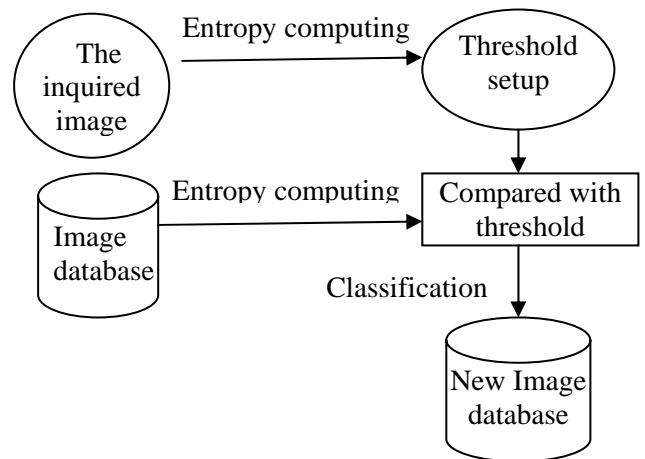 Entropy computing
The
inquired
image
Threshold
setup
Entropy computing
Image
database
Compared with
threshold
Classification
New Image
database